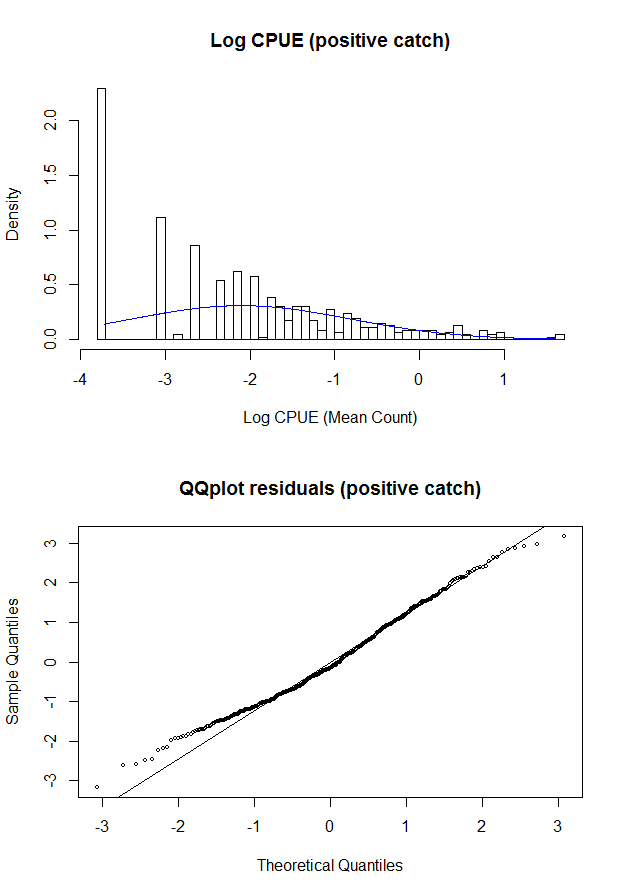 Log CPUE (positive catch)
Density
0.0 0.5 1.0 1.5 2.0
-4 -3 -2 -1 0 1
Log CPUE (Mean Count)
QQplot residuals (positive catch)
Sample Quantiles
-3 -2 -1 0 1 2 3
-3 -2 -1 0 1 2 3
Theoretical Quantiles